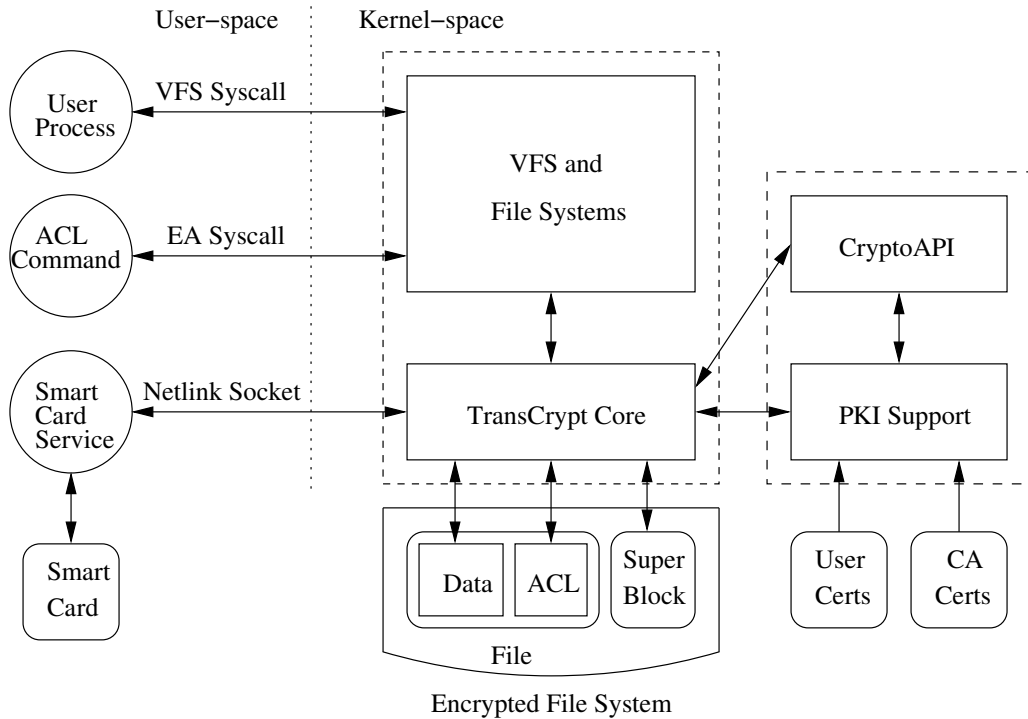 User-space
Kernel-space
User
Process
VFS Syscall
VFS and
File Systems
ACL
Command
EA Syscall
CryptoAPI
Smart
Card
Service
Netlink Socket
TransCrypt Core
PKI Support
Smart
Card
Data
ACL
Super
Block
User
Certs
CA
Certs
File
Encrypted File System